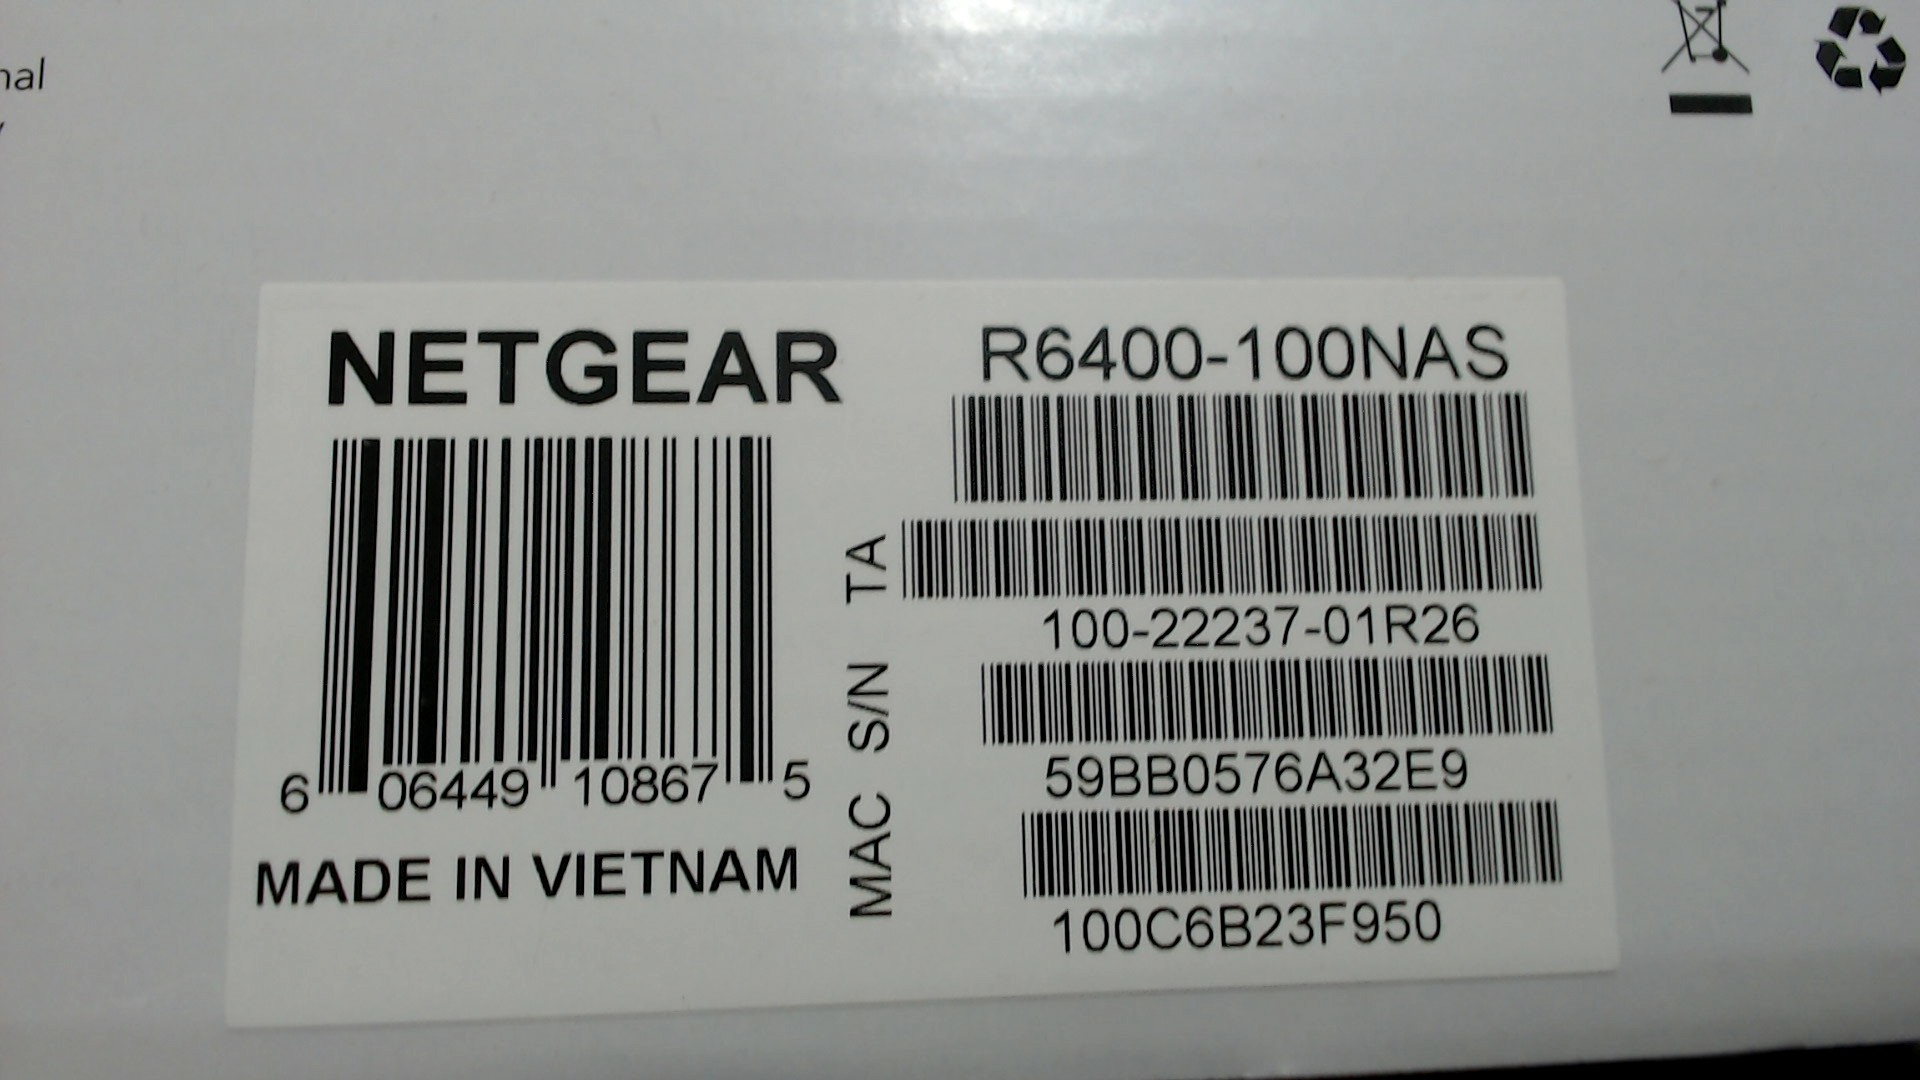 nal
NETGEAR
6 06449 10867 5
MADE IN VIETNAM
R6400-100NAS
TA
100-22237-01R26
S/N
59BB0576A32E9
MAC
100C6B23F950